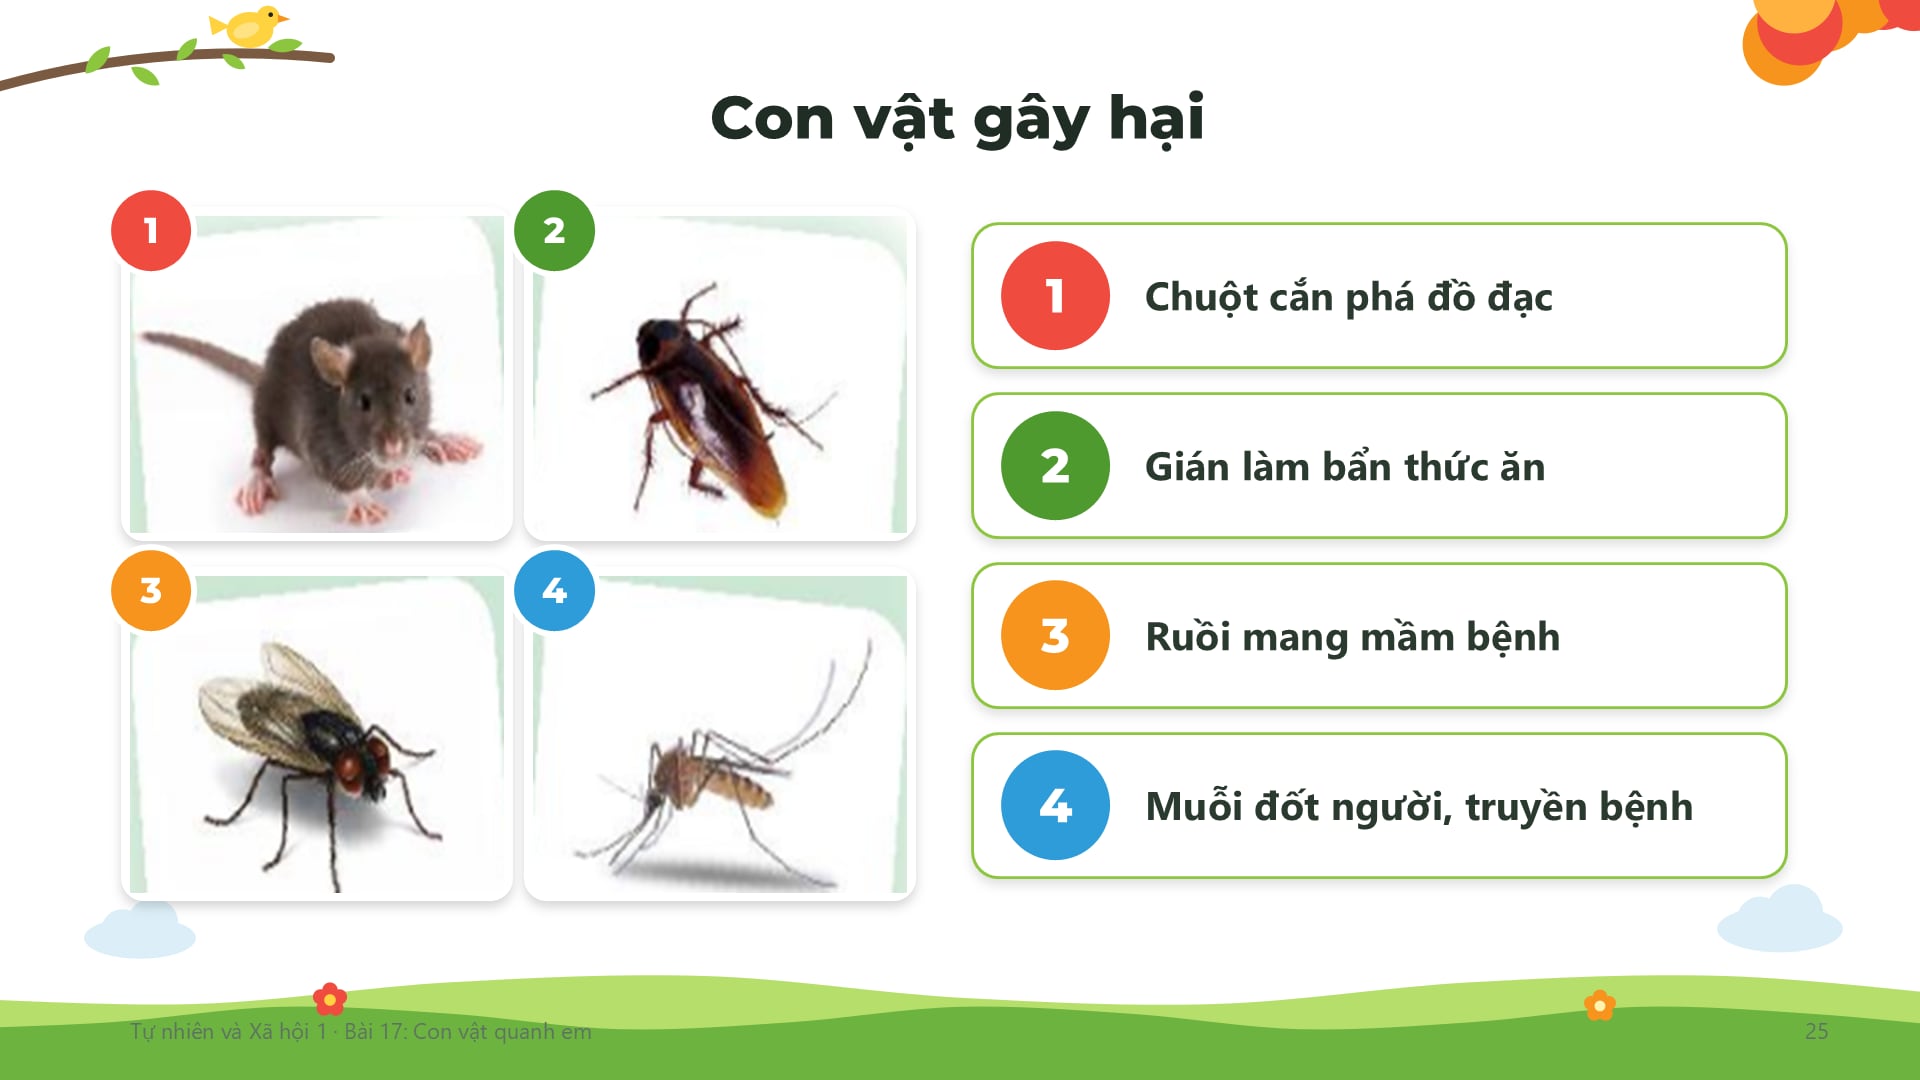 Con vật gây hại
1
2
3
4
1 Chuột cắn phá đồ đạc
2 Gián làm bẩn thức ăn
3 Ruồi mang mầm bệnh
4 Muỗi đốt người, truyền bệnh
Tự nhiên và Xã hội 1 · Bài 17: Con vật quanh em
25